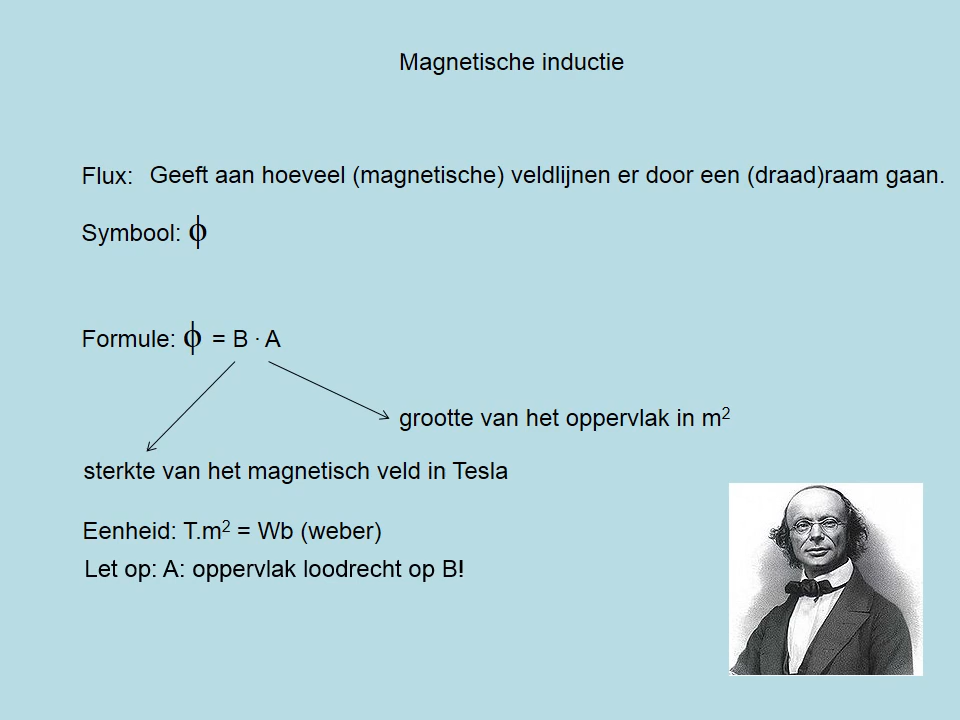 Magnetische inductie
Flux: Geeft aan hoeveel (magnetische) veldlijnen er door een (draad)raam gaan.
Symbool: ϕ
Formule: ϕ = B · A
grootte van het oppervlak in m²
sterkte van het magnetisch veld in Tesla
Eenheid: T.m² = Wb (weber)
Let op: A: oppervlak loodrecht op B!